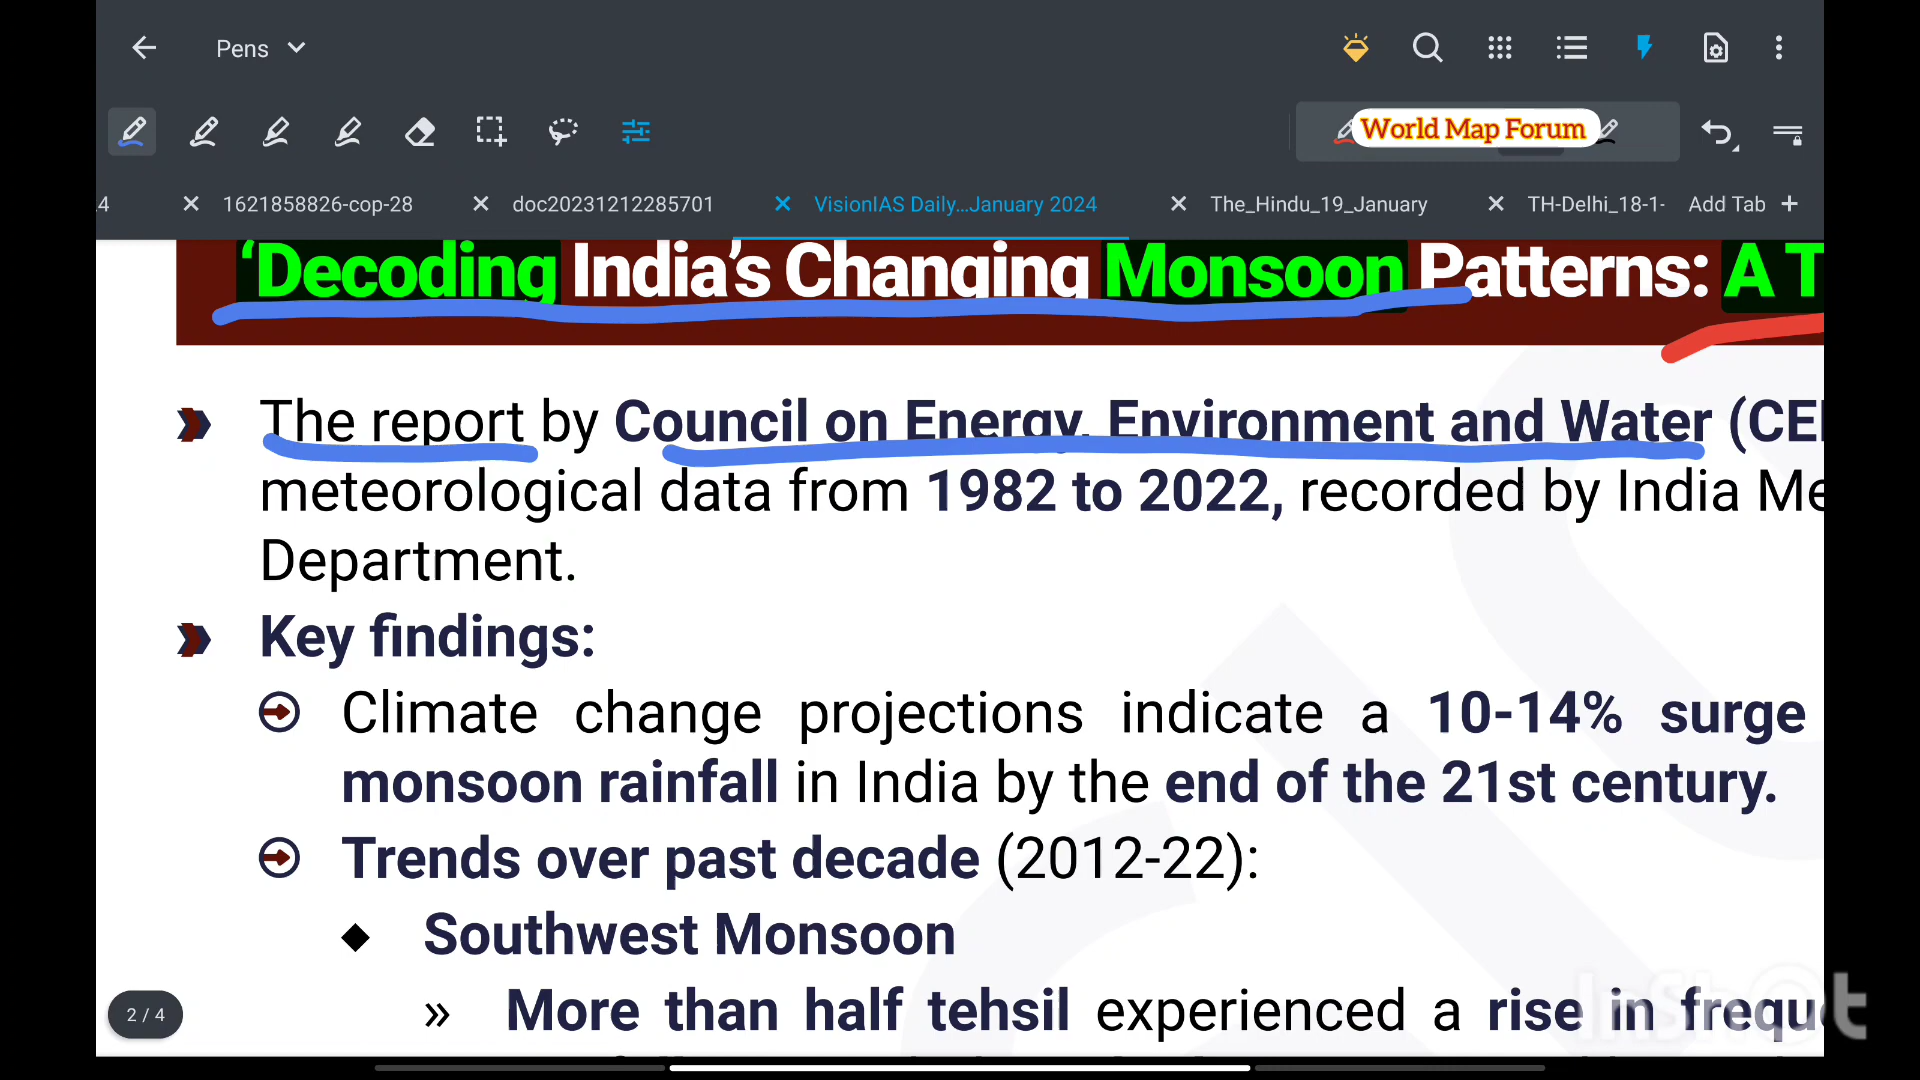 Pens
World Map Forum
.4 1621858826-cop-28 doc20231212285701 VisionIAS Daily...January 2024 The_Hindu_19_January TH-Delhi_18-1- Add Tab
‘Decoding India’s Changing Monsoon Patterns: A T
The report by Council on Energy, Environment and Water (CE
meteorological data from 1982 to 2022, recorded by India Me
Department.
Key findings:
Climate change projections indicate a 10-14% surge
monsoon rainfall in India by the end of the 21st century.
Trends over past decade (2012-22):
Southwest Monsoon
» More than half tehsil experienced a rise in frequ
2 / 4
InShOt